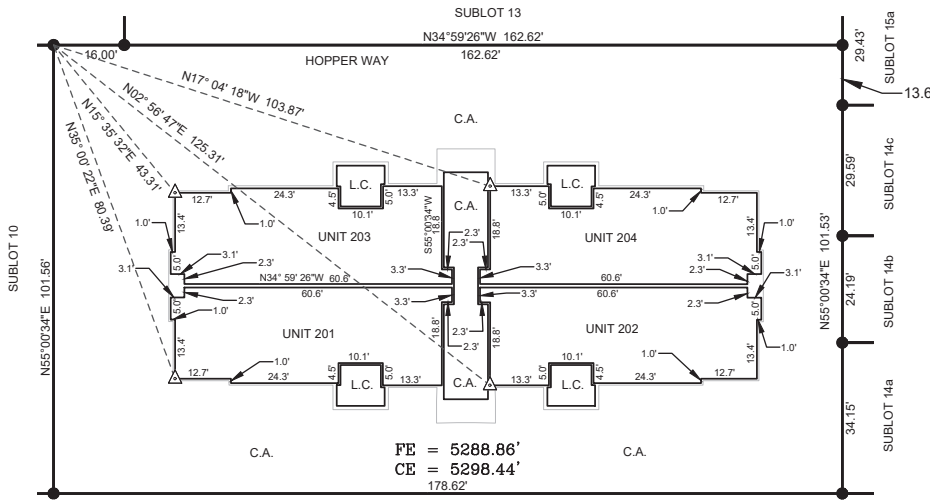 SUBLOT 13
N34°59'26"W 162.62'
16.00'
162.62'
HOPPER WAY
29.43'
SUBLOT 15a
13.6
N17° 04' 18"W 103.87'
N02° 56' 47"E 125.31'
N15° 35' 32"E 43.31'
N35° 00' 22"E 80.39'
C.A.
29.59'
SUBLOT 14c
L.C.
L.C.
12.7'
24.3'
4.5'
10.1'
5.0'
13.3'
C.A.
13.3'
5.0'
10.1'
4.5'
24.3'
12.7'
1.0'
1.0'
13.4'
S55°00'34"W
18.8'
18.8'
13.4'
1.0'
UNIT 203
UNIT 204
2.3'
2.3'
5.0'
3.1'
2.3'
3.3'
3.3'
3.1'
5.0'
2.3'
3.1'
N34° 59' 26"W 60.6'
60.6'
3.1'
60.6'
60.6'
2.3'
3.3'
3.3'
2.3'
5.0'
1.0'
2.3'
2.3'
5.0'
1.0'
UNIT 201
UNIT 202
13.4'
18.8'
18.8'
13.4'
1.0'
1.0'
12.7'
24.3'
4.5'
10.1'
5.0'
13.3'
C.A.
13.3'
5.0'
10.1'
4.5'
24.3'
12.7'
L.C.
L.C.
SUBLOT 10
N55°00'34"E 101.56'
N55°00'34"E 101.53'
24.19'
SUBLOT 14b
34.15'
SUBLOT 14a
C.A.
FE = 5288.86'
C.A.
CE = 5298.44'
178.62'